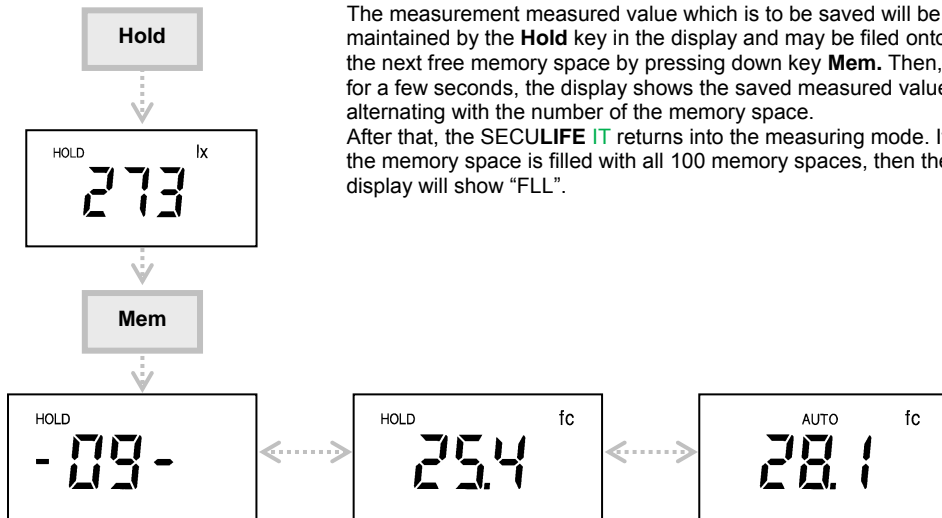 Hold
The measurement measured value which is to be saved will be
maintained by the Hold key in the display and may be filed onto
the next free memory space by pressing down key Mem. Then,
for a few seconds, the display shows the saved measured value
alternating with the number of the memory space.
After that, the SECULIFE IT returns into the measuring mode.
the memory space is filled with all 100 memory spaces, then
display will show “FLL”.
HOLD lx
273
Mem
HOLD
-09-
HOLD fc
25.4
AUTO fc
28.1